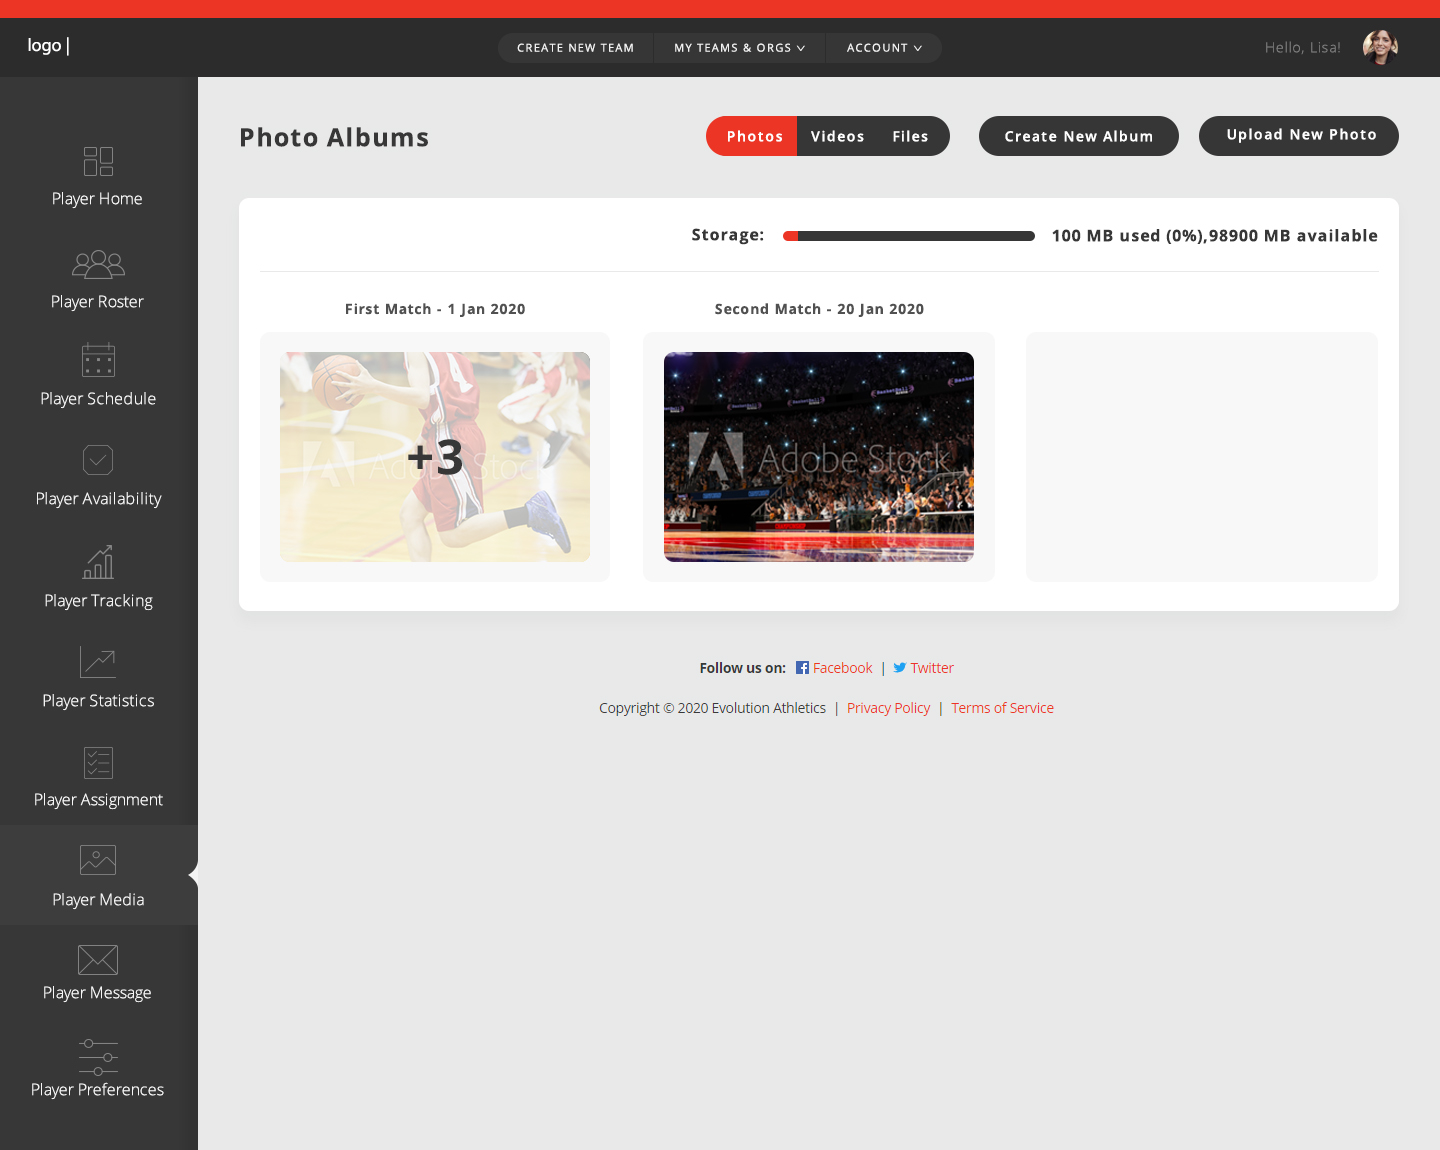 logo |
CREATE NEW TEAM
MY TEAMS & ORGS
ACCOUNT
Hello, Lisa!
Player Home
Player Roster
Player Schedule
Player Availability
Player Tracking
Player Statistics
Player Assignment
Player Media
Player Message
Player Preferences
Photo Albums
Photos
Videos
Files
Create New Album
Upload New Photo
Storage:
100 MB used (0%),98900 MB available
First Match - 1 Jan 2020
Second Match - 20 Jan 2020
Adobe Stock
+3
Adobe Stock
Follow us on: Facebook | Twitter
Copyright © 2020 Evolution Athletics | Privacy Policy | Terms of Service